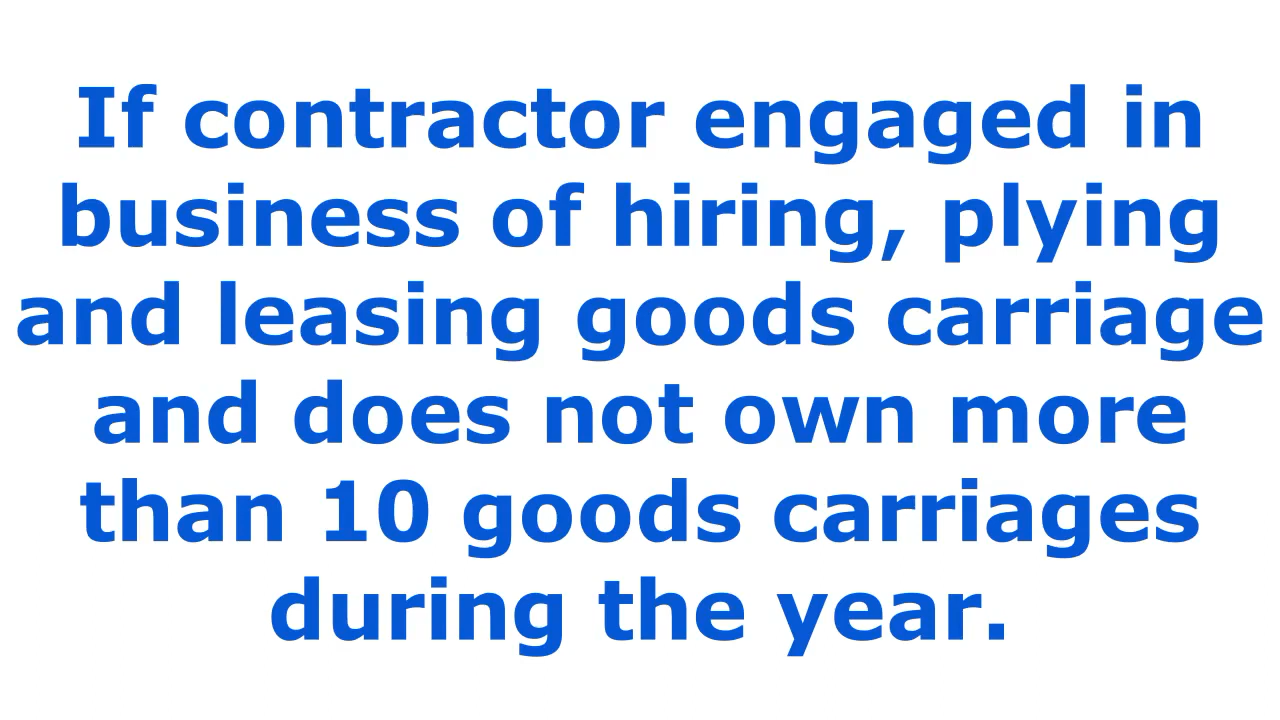 If contractor engaged in
business of hiring, plying
and leasing goods carriage
and does not own more
than 10 goods carriages
during the year.